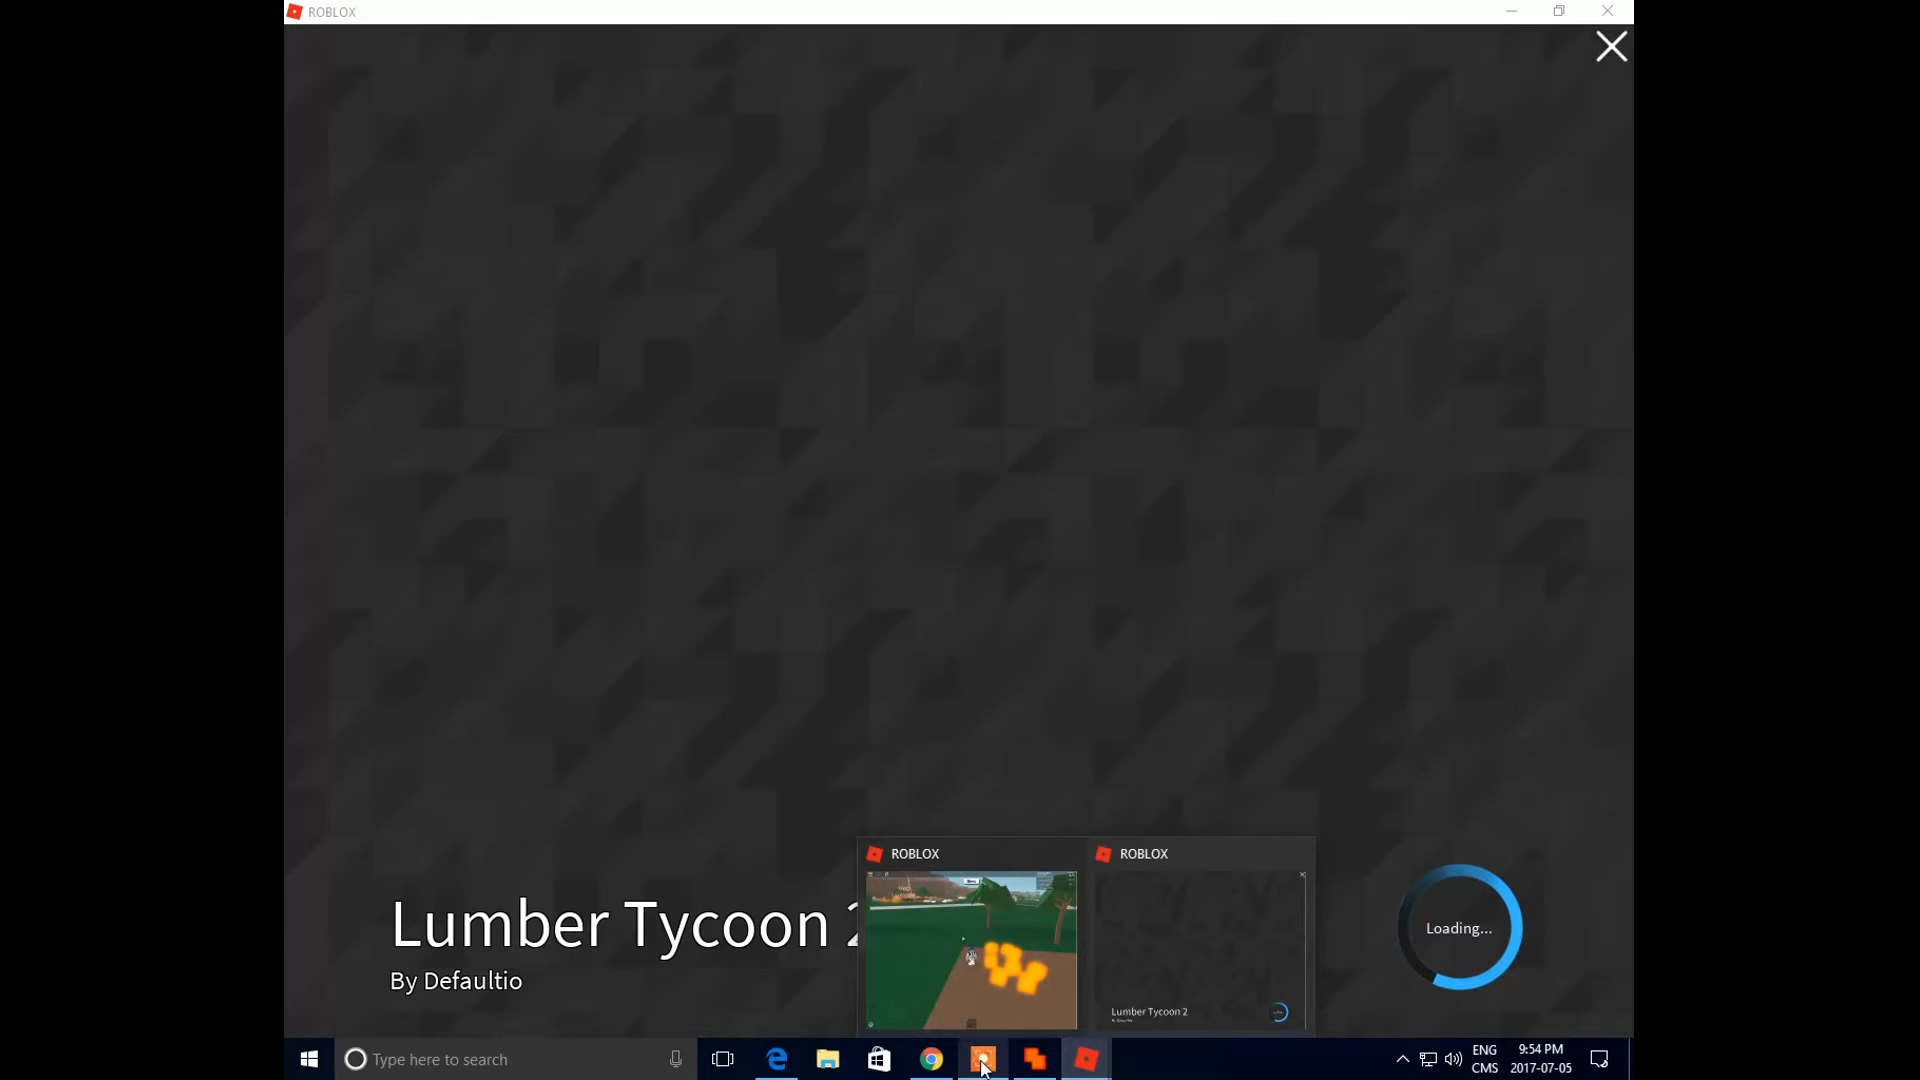 ROBLOX
Lumber Tycoon 2
By Defaultio
ROBLOX
ROBLOX
Lumber Tycoon 2
Loading...
Type here to search
ENG
CMS
9:54 PM
2017-07-05